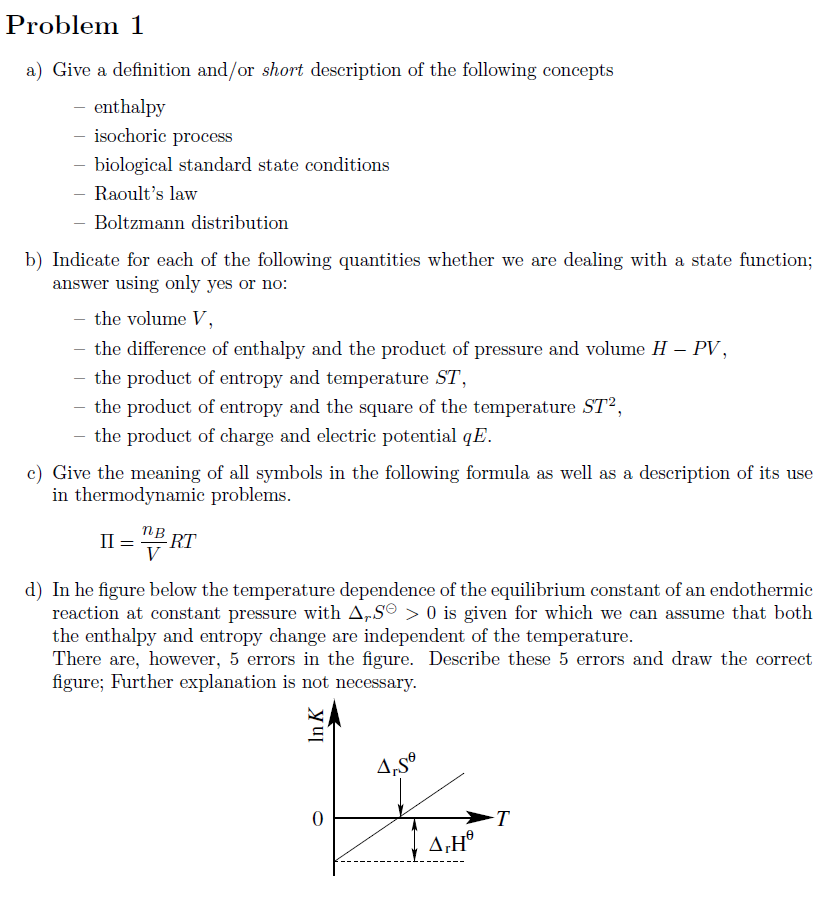 Problem 1
a) Give a definition and/or short description of the following concepts
– enthalpy
– isochoric process
– biological standard state conditions
– Raoult's law
– Boltzmann distribution
b) Indicate for each of the following quantities whether we are dealing with a state function;
answer using only yes or no:
– the volume V,
– the difference of enthalpy and the product of pressure and volume H − PV,
– the product of entropy and temperature ST,
– the product of entropy and the square of the temperature ST²,
– the product of charge and electric potential qE.
c) Give the meaning of all symbols in the following formula as well as a description of its use
in thermodynamic problems.
Π = n_B/V RT
d) In he figure below the temperature dependence of the equilibrium constant of an endothermic
reaction at constant pressure with Δ_rS^⊖ > 0 is given for which we can assume that both
the enthalpy and entropy change are independent of the temperature.
There are, however, 5 errors in the figure. Describe these 5 errors and draw the correct
figure; Further explanation is not necessary.
ln K
Δ_rS^θ
0
T
Δ_rH^θ